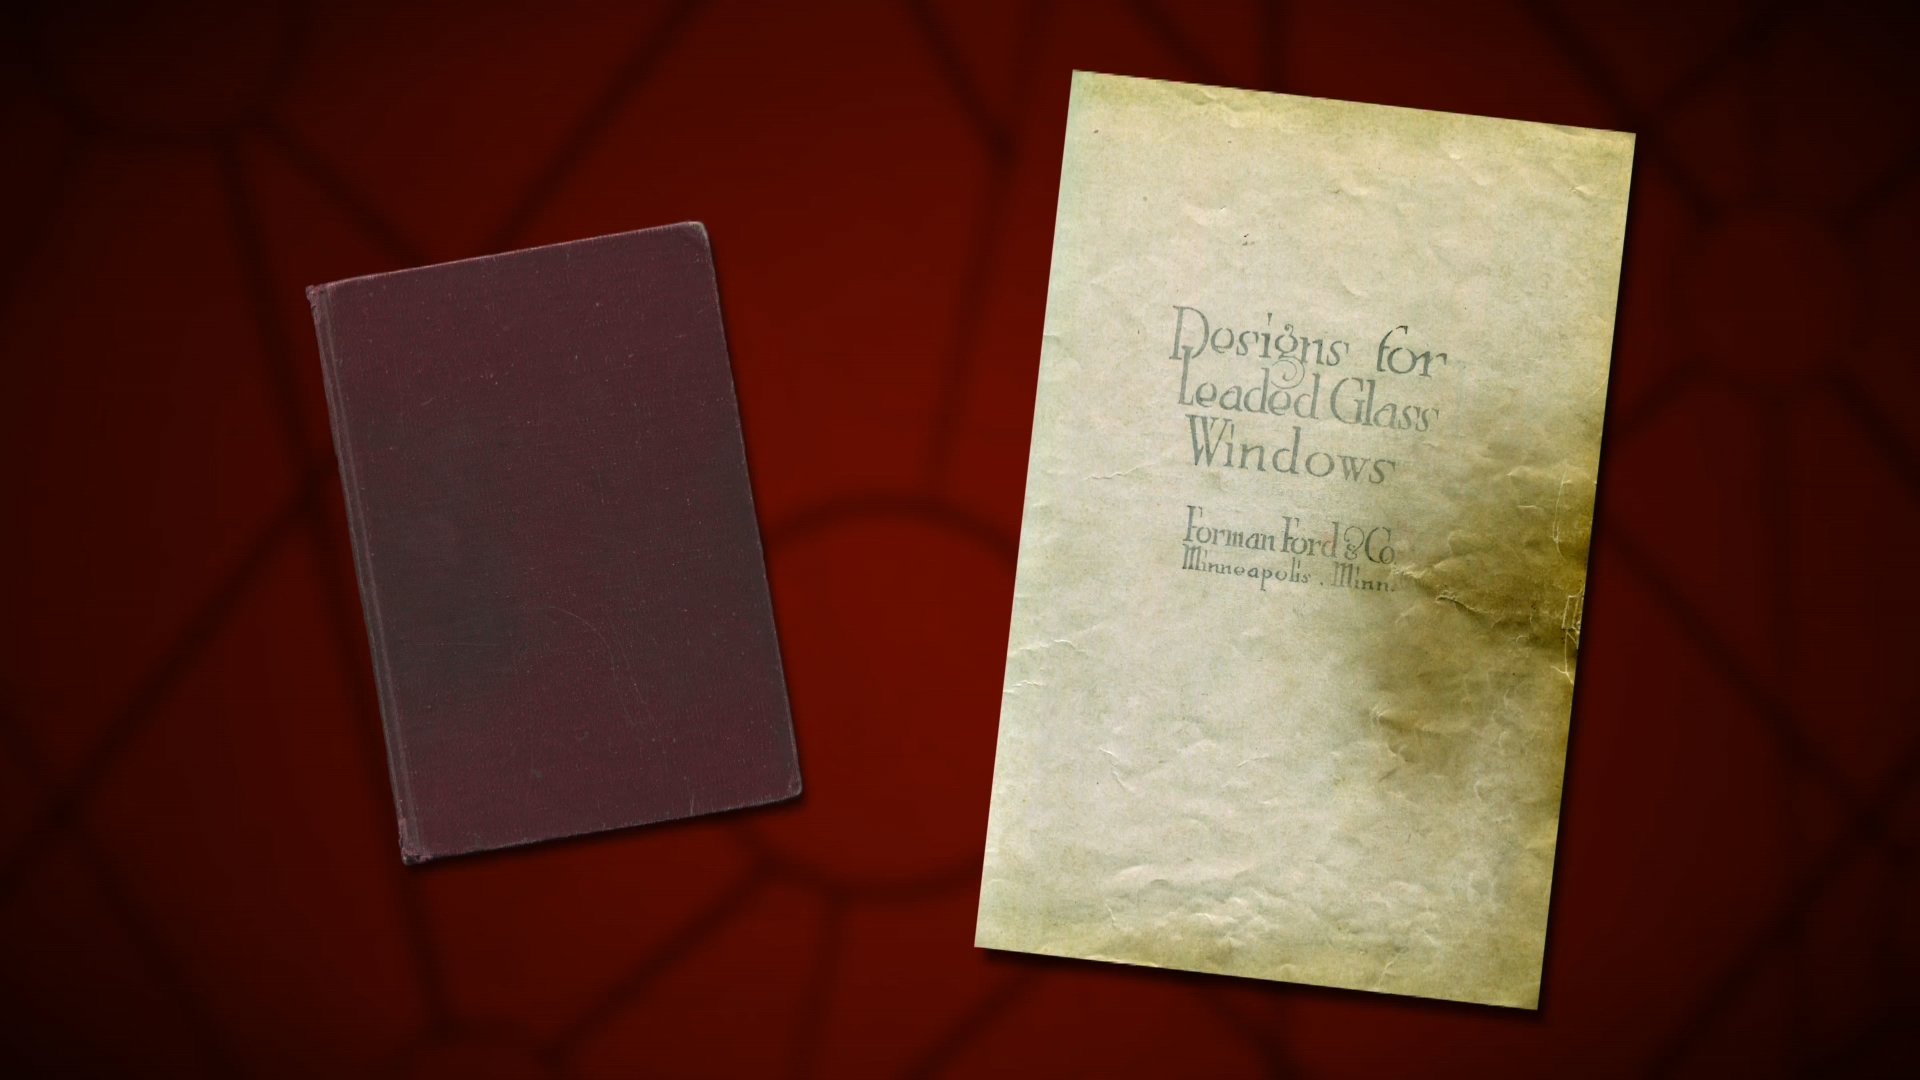 Designs for
Leaded Glass
Windows
Forman Ford & Co.
Minneapolis, Minn.